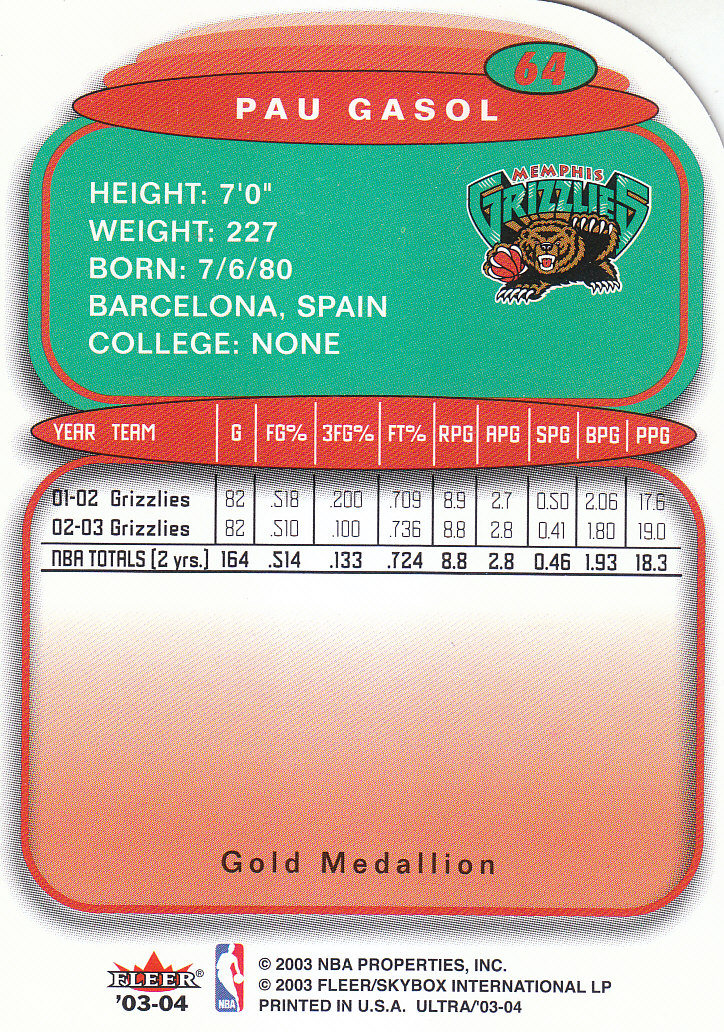 64
PAU GASOL
MEMPHIS
GRIZZLIES
HEIGHT: 7'0"
WEIGHT: 227
BORN: 7/6/80
BARCELONA, SPAIN
COLLEGE: NONE
YEAR TEAM G FG% 3FG% FT% RPG APG SPG BPG PPG
01-02 Grizzlies 82 .518 .200 .709 8.9 2.7 0.50 2.06 17.6
02-03 Grizzlies 82 .510 .100 .736 8.8 2.8 0.41 1.80 19.0
NBA TOTALS (2 yrs.) 164 .514 .133 .724 8.8 2.8 0.46 1.93 18.3
Gold Medallion
FLEER®
'03-04
NBA
© 2003 NBA PROPERTIES, INC.
© 2003 FLEER/SKYBOX INTERNATIONAL LP
PRINTED IN U.S.A. ULTRA/'03-04